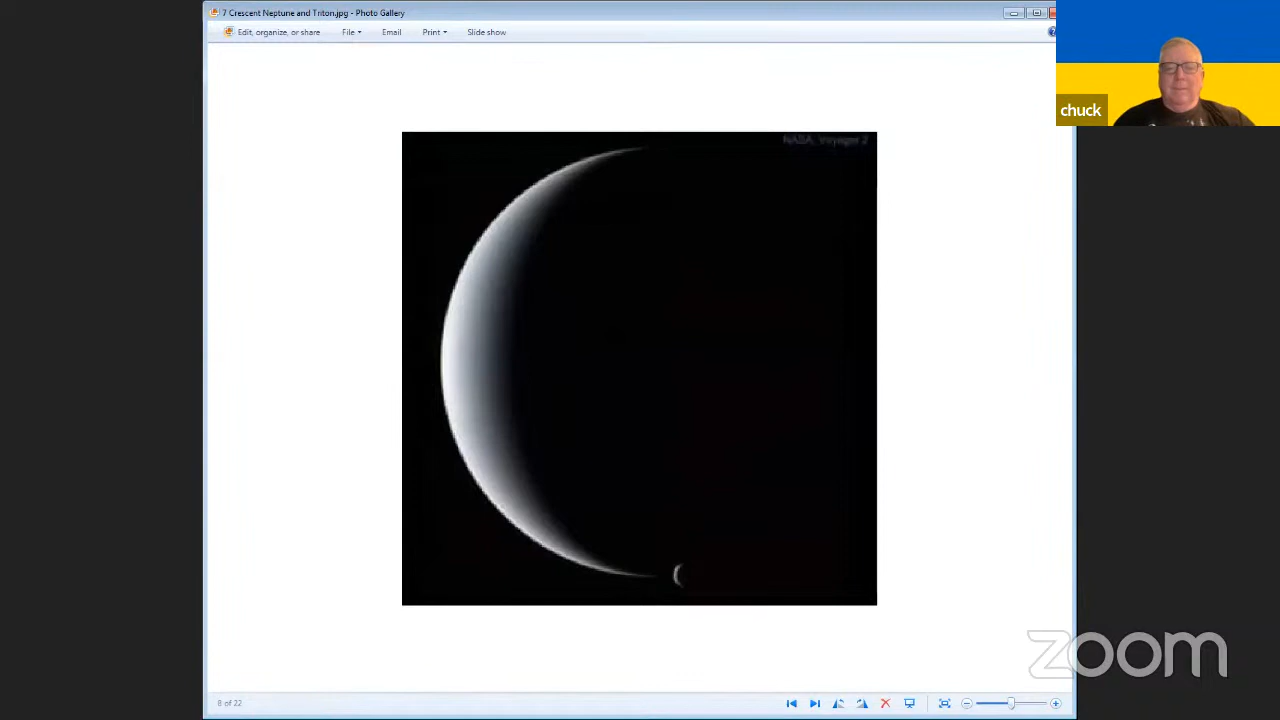 7 Crescent Neptune and Triton.jpg - Photo Gallery
Edit, organize, or share File Email Print Slide show
chuck
NASA, Voyager 2
8 of 22
zoom